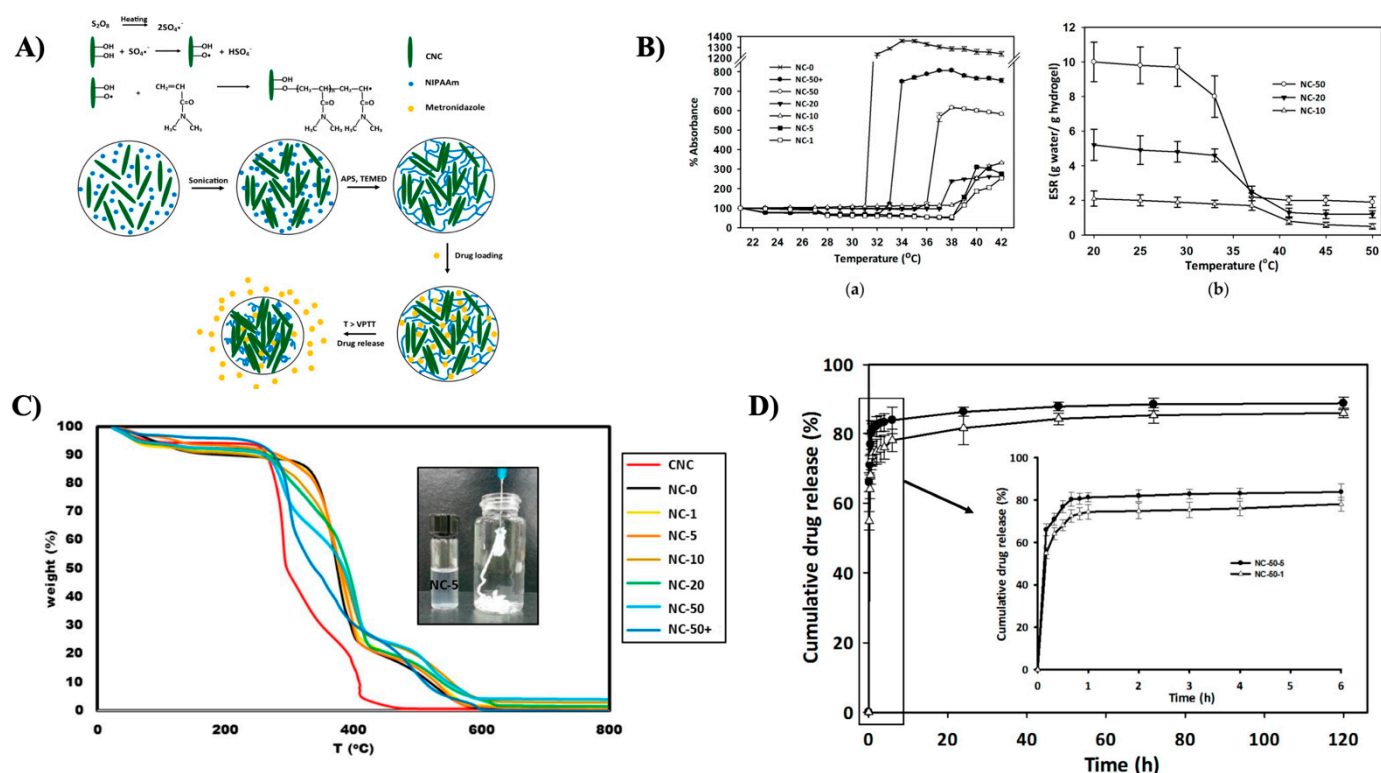 A)
S₂O₈ Heating 2SO₄•⁻
OH
OH + SO₄•⁻ OH
O• + HSO₄⁻
OH
O• + CH₂
C=O
N
H₃C CH₃
OH
O (CH₂—CH)ₙ CH₂—CH•
C=O C=O
N N
H₃C CH₃ H₃C CH₃
CNC
NIPAAm
Metronidazole
Sonication
APS, TEMED
Drug loading
T > VPTT
Drug release
B)
% Absorbance
1400
1300
800
700
600
500
400
300
200
100
0
22 24 26 28 30 32 34 36 38 40 42
Temperature (°C)
NC-0
NC-50+
NC-50
NC-20
NC-10
NC-5
NC-1
(a)
ESR (g water/ g hydrogel)
12
10
8
6
4
2
0
20 25 30 35 40 45 50
Temperature (°C)
NC-50
NC-20
NC-10
(b)
C)
weight (%)
100
90
80
70
60
50
40
30
20
10
0
0 200 400 600 800
T (°C)
NC-5
CNC
NC-0
NC-1
NC-5
NC-10
NC-20
NC-50
NC-50+
D)
Cumulative drug release (%)
100
80
60
40
20
0
0 20 40 60 80 100 120
Time (h)
Cumulative drug release (%)
100
80
60
40
20
0
0 1 2 3 4 5 6
Time (h)
NC-50-5
NC-50-1